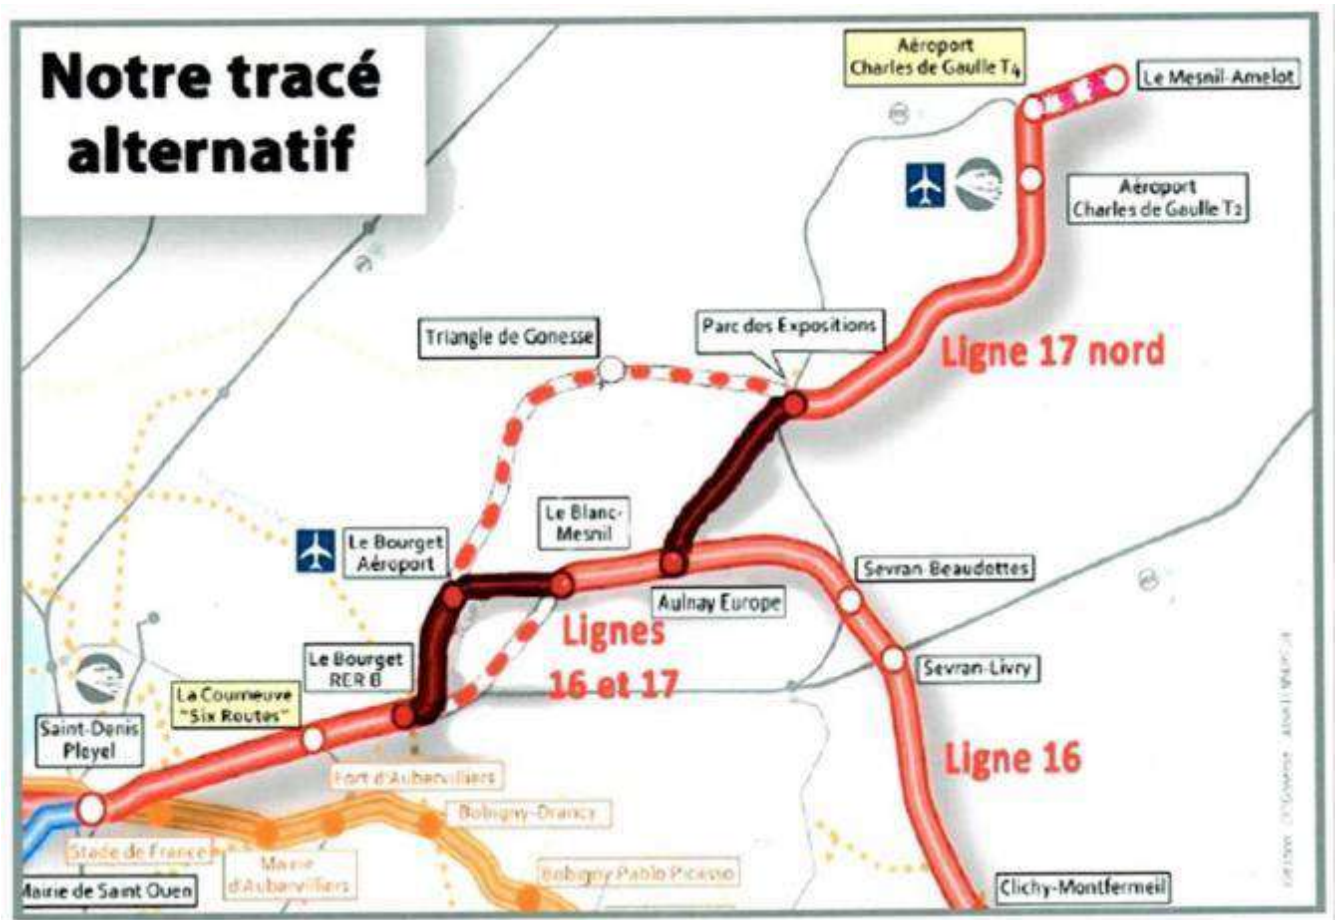 Notre tracé
alternatif
Aéroport
Charles de Gaulle T4
Le Mesnil-Amelot
Aéroport
Charles de Gaulle T2
Triangle de Gonesse
Parc des Expositions
Ligne 17 nord
Le Bourget
Aéroport
Le Blanc-
Mesnil
Sevran Beaudottes
Aulnay Europe
Lignes
16 et 17
Le Bourget
RER B
Sevran-Livry
La Courneuve
"Six Routes"
Saint-Denis
Pleyel
Ligne 16
Fort d'Aubervilliers
Bobigny-Drancy
Stade de France
Mairie
d'Aubervilliers
Bobigny Pablo Picasso
Mairie de Saint Ouen
Clichy-Montfermeil